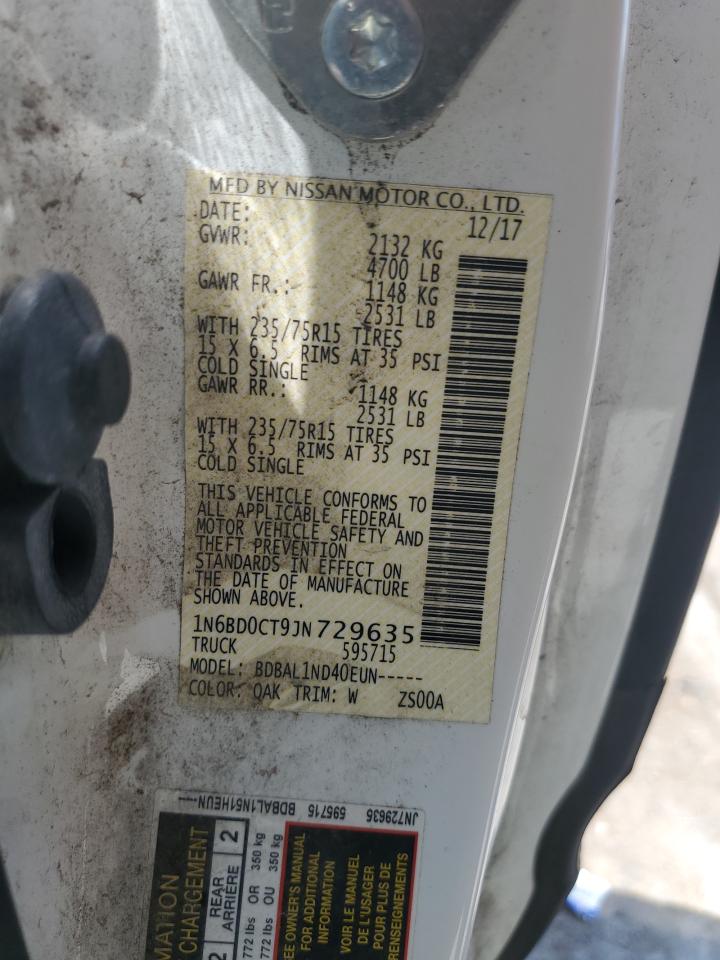 MFD BY NISSAN MOTOR CO., LTD.
DATE: 12/17
GVWR: 2132 KG
4700 LB
GAWR FR.: 1148 KG
2531 LB
WITH 235/75R15 TIRES
15 X 6.5 RIMS AT 35 PSI
COLD SINGLE
GAWR RR.: 1148 KG
2531 LB
WITH 235/75R15 TIRES
15 X 6.5 RIMS AT 35 PSI
COLD SINGLE
THIS VEHICLE CONFORMS TO
ALL APPLICABLE FEDERAL
MOTOR VEHICLE SAFETY AND
THEFT PREVENTION
STANDARDS IN EFFECT ON
THE DATE OF MANUFACTURE
SHOWN ABOVE.
1N6BD0CT9JN729635
TRUCK 595715
MODEL: BDBAL1ND40EUN-----
COLOR: QAK TRIM: W ZS00A
JN729635 595715 BDBAL1N51HEUN----
CHARGEMENT
REAR 2
ARRIÈRE
772 lbs OR 350 kg
772 lbs OU 350 kg
OWNER'S MANUAL
FOR ADDITIONAL
INFORMATION
VOIR LE MANUEL
DE L'USAGER
POUR PLUS DE
RENSEIGNEMENTS